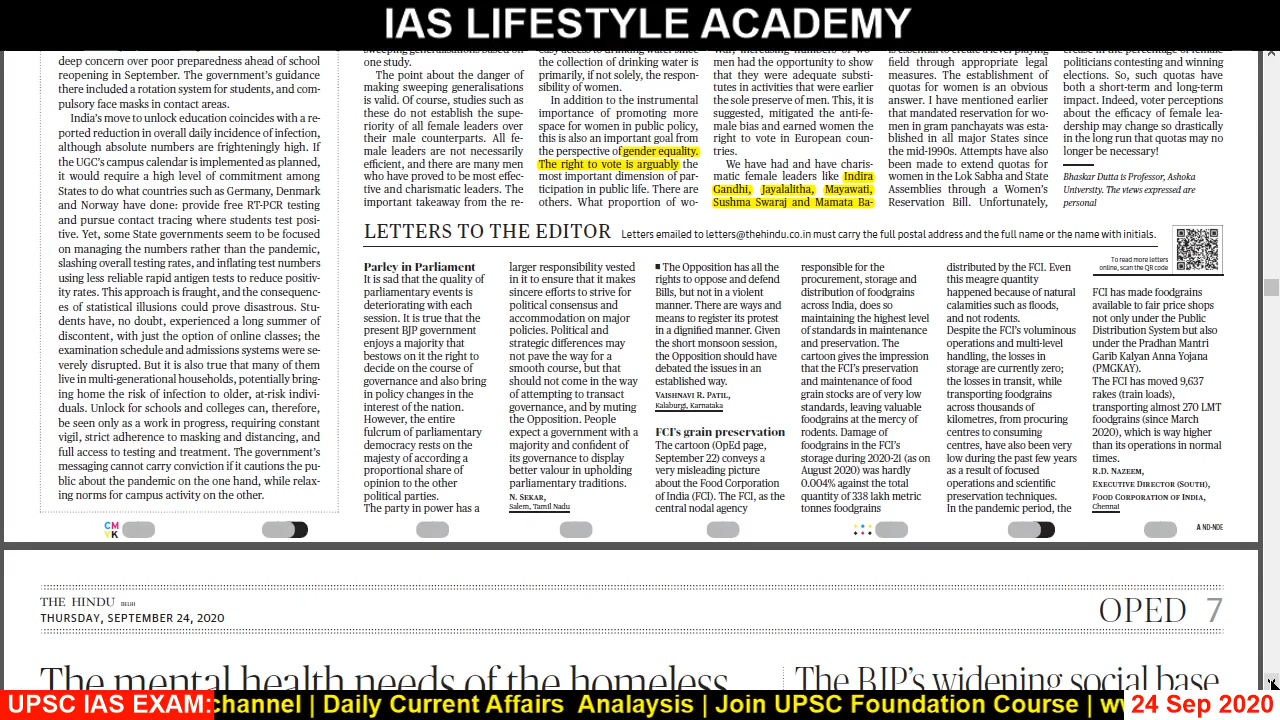 IAS LIFESTYLE ACADEMY
deep concern over poor preparedness ahead of school
reopening in September. The government's guidance
there included a rotation system for students, and com-
pulsory face masks in contact areas.
India's move to unlock education coincides with a re-
ported reduction in overall daily incidence of infection,
although absolute numbers are frighteningly high. If
the UGC's campus calendar is implemented as planned,
it would require a high level of commitment among
States to do what countries such as Germany, Denmark
and Norway have done: provide free RT-PCR testing
and pursue contact tracing where students test posi-
tive. Yet, some State governments seem to be focused
on managing the numbers rather than the pandemic,
slashing overall testing rates, and inflating test numbers
using less reliable rapid antigen tests to reduce positiv-
ity rates. This approach is fraught, and the consequenc-
es of statistical illusions could prove disastrous. Stu-
dents have, no doubt, experienced a long summer of
discontent, with just the option of online classes; the
examination schedule and admissions systems were se-
verely disrupted. But it is also true that many of them
live in multi-generational households, potentially bring-
ing home the risk of infection to older, at-risk indivi-
duals. Unlock for schools and colleges can, therefore,
be seen only as a work in progress, requiring constant
vigil, strict adherence to masking and distancing, and
full access to testing and treatment. The government's
messaging cannot carry conviction if it cautions the pu-
blic about the pandemic on the one hand, while relax-
ing norms for campus activity on the other.
sweeping generalisations based on
one study.
The point about the danger of
making sweeping generalisations
is valid. Of course, studies such as
these do not establish the supe-
riority of all female leaders over
their male counterparts. All fe-
male leaders are not necessarily
efficient, and there are many men
who have proved to be most effec-
tive and charismatic leaders. The
important takeaway from the re-
easy access to drinking water since
the collection of drinking water is
primarily, if not solely, the respon-
sibility of women.
In addition to the instrumental
importance of promoting more
space for women in public policy,
this is also an important goal from
the perspective of gender equality.
The right to vote is arguably the
most important dimension of par-
ticipation in public life. There are
others. What proportion of wo-
war, increasing numbers of wo-
men had the opportunity to show
that they were adequate substi-
tutes in activities that were earlier
the sole preserve of men. This, it is
suggested, mitigated the anti-fe-
male bias and earned women the
right to vote in European coun-
tries.
We have had and have charis-
matic female leaders like Indira
Gandhi, Jayalalitha, Mayawati,
Sushma Swaraj and Mamata Ba-
is essential to create a level playing
field through appropriate legal
measures. The establishment of
quotas for women is an obvious
answer. I have mentioned earlier
that mandated reservation for wo-
men in gram panchayats was esta-
blished in all major States since
the mid-1990s. Attempts have also
been made to extend quotas for
women in the Lok Sabha and State
Assemblies through a Women's
Reservation Bill. Unfortunately,
crease in the percentage of female
politicians contesting and winning
elections. So, such quotas have
both a short-term and long-term
impact. Indeed, voter perceptions
about the efficacy of female lea-
dership may change so drastically
in the long run that quotas may no
longer be necessary!
Bhaskar Dutta is Professor, Ashoka
University. The views expressed are
personal
LETTERS TO THE EDITOR Letters emailed to letters@thehindu.co.in must carry the full postal address and the full name or the name with initials.
To read more letters
online, scan the QR code
Parley in Parliament
It is sad that the quality of
parliamentary events is
deteriorating with each
session. It is true that the
present BJP government
enjoys a majority that
bestows on it the right to
decide on the course of
governance and also bring
in policy changes in the
interest of the nation.
However, the entire
fulcrum of parliamentary
democracy rests on the
majesty of according a
proportional share of
opinion to the other
political parties.
The party in power has a
larger responsibility vested
in it to ensure that it makes
sincere efforts to strive for
political consensus and
accommodation on major
policies. Political and
strategic differences may
not pave the way for a
smooth course, but that
should not come in the way
of attempting to transact
governance, and by muting
the Opposition. People
expect a government with a
majority and confident of
its governance to display
better valour in upholding
parliamentary traditions.
N. SEKAR,
Salem, Tamil Nadu
■ The Opposition has all the
rights to oppose and defend
Bills, but not in a violent
manner. There are ways and
means to register its protest
in a dignified manner. Given
the short monsoon session,
the Opposition should have
debated the issues in an
established way.
VAISHNAVI R. PATIL,
Kalaburgi, Karnataka
FCI's grain preservation
The cartoon (OpEd page,
September 22) conveys a
very misleading picture
about the Food Corporation
of India (FCI). The FCI, as the
central nodal agency
responsible for the
procurement, storage and
distribution of foodgrains
across India, does so
maintaining the highest level
of standards in maintenance
and preservation. The
cartoon gives the impression
that the FCI's preservation
and maintenance of food
grain stocks are of very low
standards, leaving valuable
foodgrains at the mercy of
rodents. Damage of
foodgrains in the FCI's
storage during 2020-21 (as on
August 2020) was hardly
0.004% against the total
quantity of 338 lakh metric
tonnes foodgrains
distributed by the FCI. Even
this meagre quantity
happened because of natural
calamities such as floods,
and not rodents.
Despite the FCI's voluminous
operations and multi-level
handling, the losses in
storage are currently zero;
the losses in transit, while
transporting foodgrains
across thousands of
kilometres, from procuring
centres to consuming
centres, have also been very
low during the past few years
as a result of focused
operations and scientific
preservation techniques.
In the pandemic period, the
FCI has made foodgrains
available to fair price shops
not only under the Public
Distribution System but also
under the Pradhan Mantri
Garib Kalyan Anna Yojana
(PMGKAY).
The FCI has moved 9,637
rakes (train loads),
transporting almost 270 LMT
foodgrains (since March
2020), which is way higher
than its operations in normal
times.
R.D. NAZEEM,
EXECUTIVE DIRECTOR (SOUTH),
FOOD CORPORATION OF INDIA,
Chennai
CM
YK
A ND-NDE
THE HINDU DELHI
THURSDAY, SEPTEMBER 24, 2020
OPED 7
The mental health needs of the homeless
The BJP's widening social base
UPSC IAS EXAM: channel | Daily Current Affairs Analaysis | Join UPSC Foundation Course | 24 Sep 2020